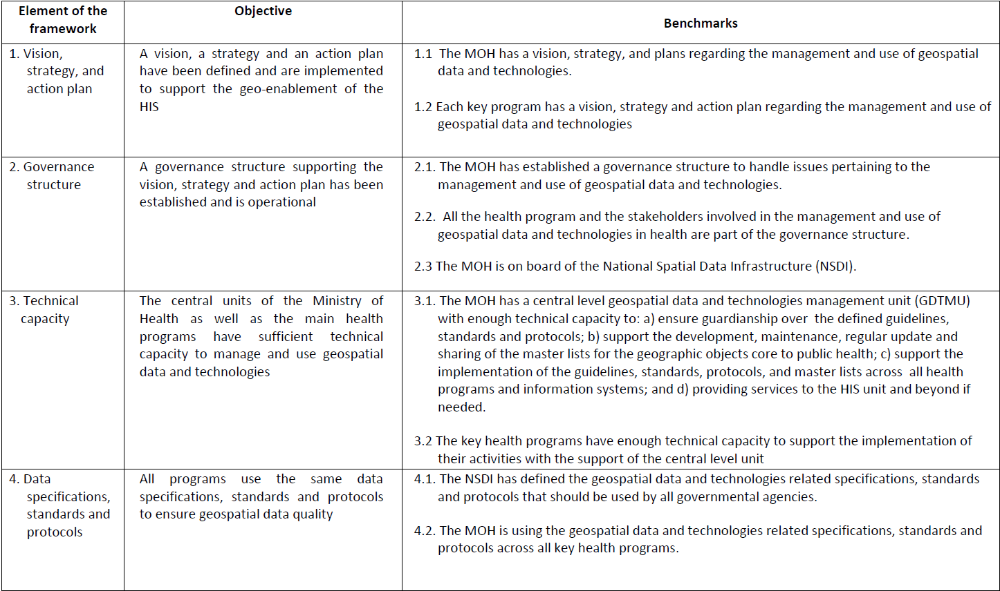 Element of the
framework
Objective
Benchmarks
1. Vision,
strategy, and
action plan
A vision, a strategy and an action plan
have been defined and are implemented
to support the geo-enablement of the
HIS
1.1 The MOH has a vision, strategy, and plans regarding the management and use of geospatial
data and technologies.
1.2 Each key program has a vision, strategy and action plan regarding the management and use of
geospatial data and technologies
2. Governance
structure
A governance structure supporting the
vision, strategy and action plan has been
established and is operational
2.1. The MOH has established a governance structure to handle issues pertaining to the
management and use of geospatial data and technologies.
2.2. All the health program and the stakeholders involved in the management and use of
geospatial data and technologies in health are part of the governance structure.
2.3 The MOH is on board of the National Spatial Data Infrastructure (NSDI).
3. Technical
capacity
The central units of the Ministry of
Health as well as the main health
programs have sufficient technical
capacity to manage and use geospatial
data and technologies
3.1. The MOH has a central level geospatial data and technologies management unit (GDTMU)
with enough technical capacity to: a) ensure guardianship over the defined guidelines,
standards and protocols; b) support the development, maintenance, regular update and
sharing of the master lists for the geographic objects core to public health; c) support the
implementation of the guidelines, standards, protocols, and master lists across all health
programs and information systems; and d) providing services to the HIS unit and beyond if
needed.
3.2 The key health programs have enough technical capacity to support the implementation of
their activities with the support of the central level unit
4. Data
specifications,
standards and
protocols
All programs use the same data
specifications, standards and protocols
to ensure geospatial data quality
4.1. The NSDI has defined the geospatial data and technologies related specifications, standards
and protocols that should be used by all governmental agencies.
4.2. The MOH is using the geospatial data and technologies related specifications, standards and
protocols across all key health programs.